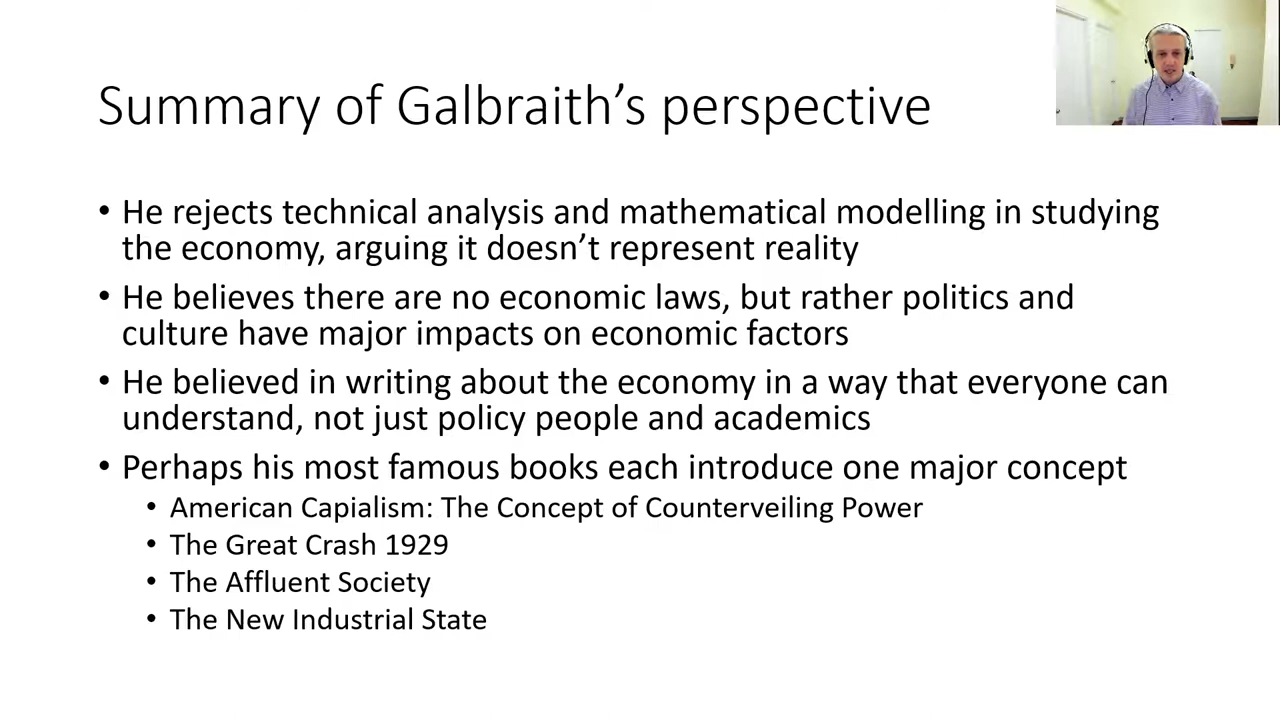 Summary of Galbraith’s perspective
• He rejects technical analysis and mathematical modelling in studying
the economy, arguing it doesn’t represent reality
• He believes there are no economic laws, but rather politics and
culture have major impacts on economic factors
• He believed in writing about the economy in a way that everyone can
understand, not just policy people and academics
• Perhaps his most famous books each introduce one major concept
• American Capialism: The Concept of Counterveiling Power
• The Great Crash 1929
• The Affluent Society
• The New Industrial State